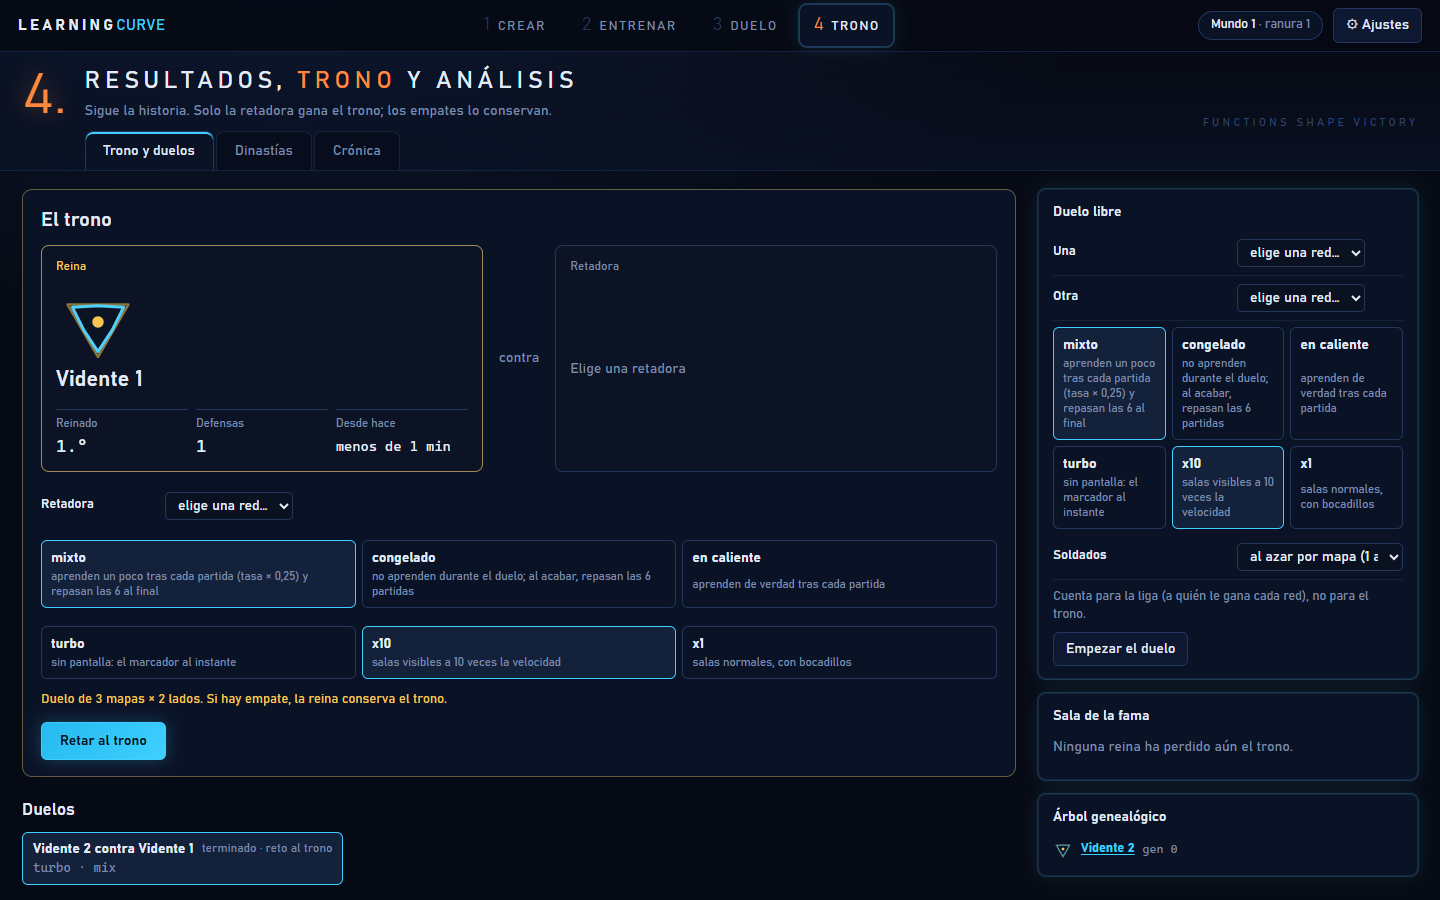 LEARNINGCURVE
1 CREAR
2 ENTRENAR
3 DUELO
4 TRONO
Mundo 1 · ranura 1
⚙ Ajustes
4.
RESULTADOS, TRONO Y ANÁLISIS
Sigue la historia. Solo la retadora gana el trono; los empates lo conservan.
FUNCTIONS SHAPE VICTORY
Trono y duelos
Dinastías
Crónica
El trono
Reina
Vidente 1
Reinado
1.º
Defensas
1
Desde hace
menos de 1 min
contra
Retadora
Elige una retadora
Retadora
elige una red…
mixto
aprenden un poco tras cada partida (tasa × 0,25) y
repasan las 6 al final
congelado
no aprenden durante el duelo; al acabar, repasan las 6
partidas
en caliente
aprenden de verdad tras cada partida
turbo
sin pantalla: el marcador al instante
x10
salas visibles a 10 veces la velocidad
x1
salas normales, con bocadillos
Duelo de 3 mapas × 2 lados. Si hay empate, la reina conserva el trono.
Retar al trono
Duelos
Vidente 2 contra Vidente 1 terminado · reto al trono
turbo · mix
Duelo libre
Una
elige una red…
Otra
elige una red…
mixto
aprenden un poco
tras cada partida
(tasa × 0,25) y
repasan las 6 al
final
congelado
no aprenden
durante el duelo;
al acabar,
repasan las 6
partidas
en caliente
aprenden de
verdad tras cada
partida
turbo
sin pantalla: el
marcador al
instante
x10
salas visibles a 10
veces la
velocidad
x1
salas normales,
con bocadillos
Soldados
al azar por mapa (1 a
Cuenta para la liga (a quién le gana cada red), no para el
trono.
Empezar el duelo
Sala de la fama
Ninguna reina ha perdido aún el trono.
Árbol genealógico
Vidente 2 gen 0